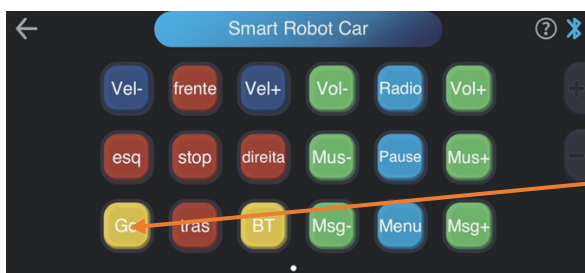 Smart Robot Car
Vel- frente Vel+ Vol- Radio Vol+
esq stop direita Mus- Pause Mus+
Go tras BT Msg- Menu Msg+